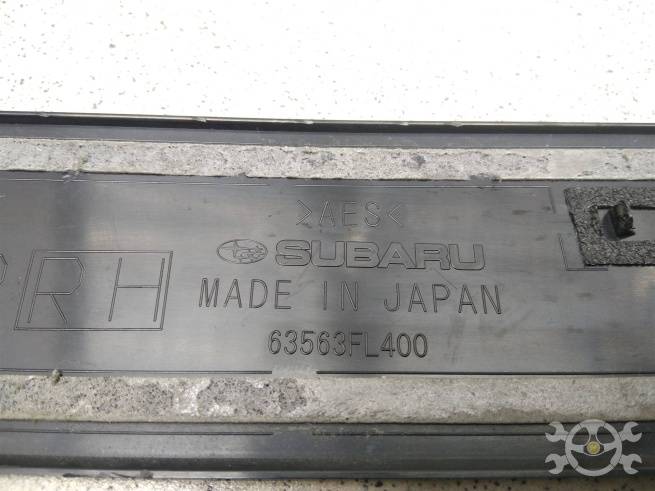 >AES<
SUBARU
RH
MADE IN JAPAN
63563FL400